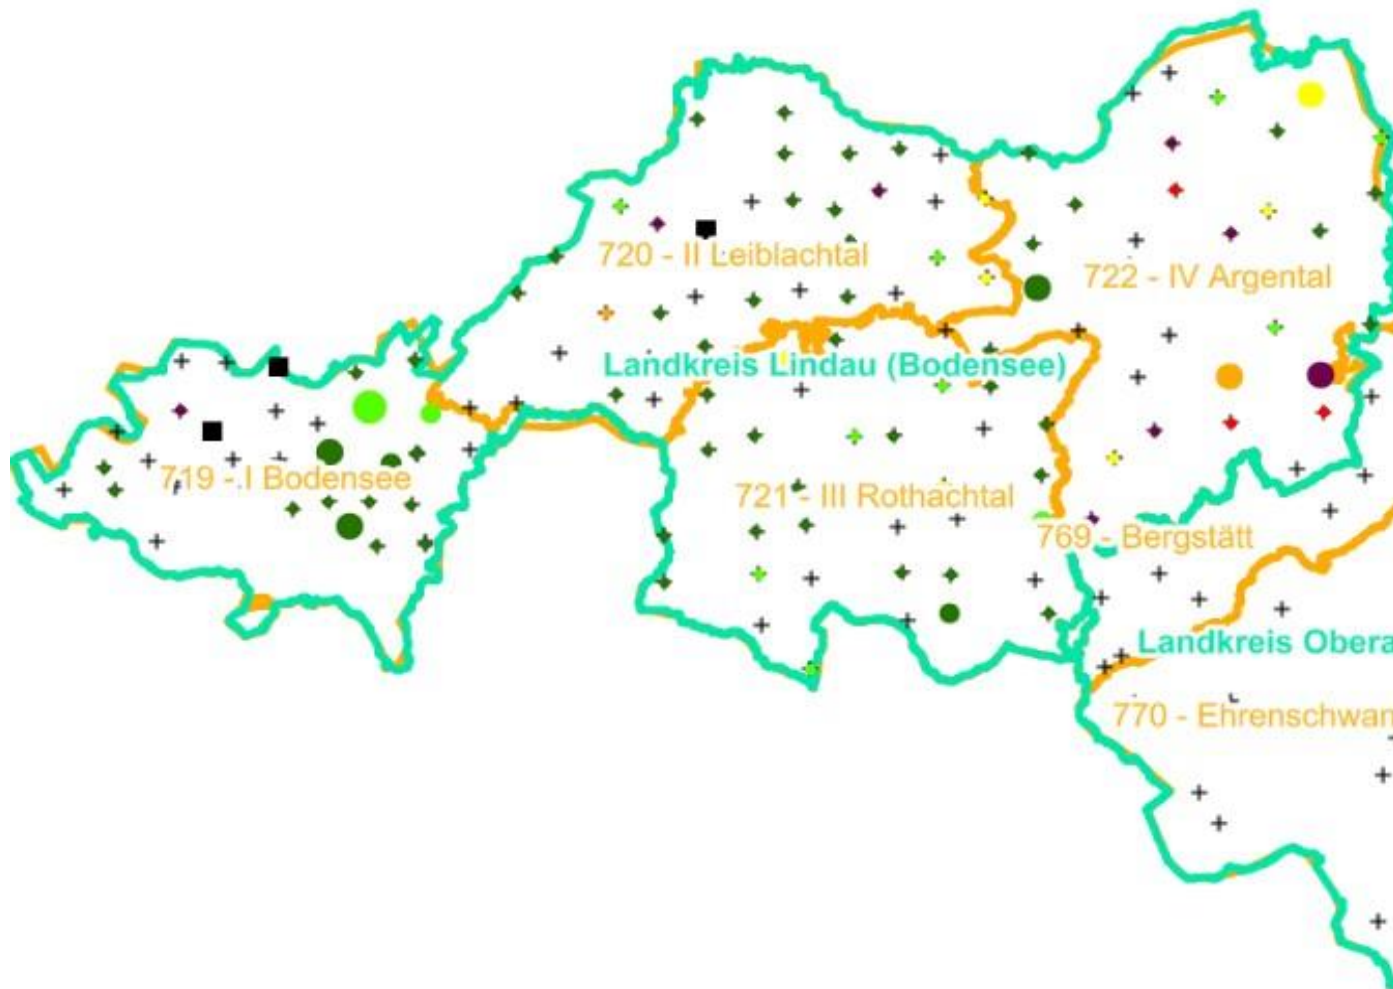 720 - II Leiblachtal
722 - IV Argental
Landkreis Lindau (Bodensee)
719 - I Bodensee
721 - III Rothachtal
769 - Bergstätt
Landkreis Obera
770 - Ehrenschwan